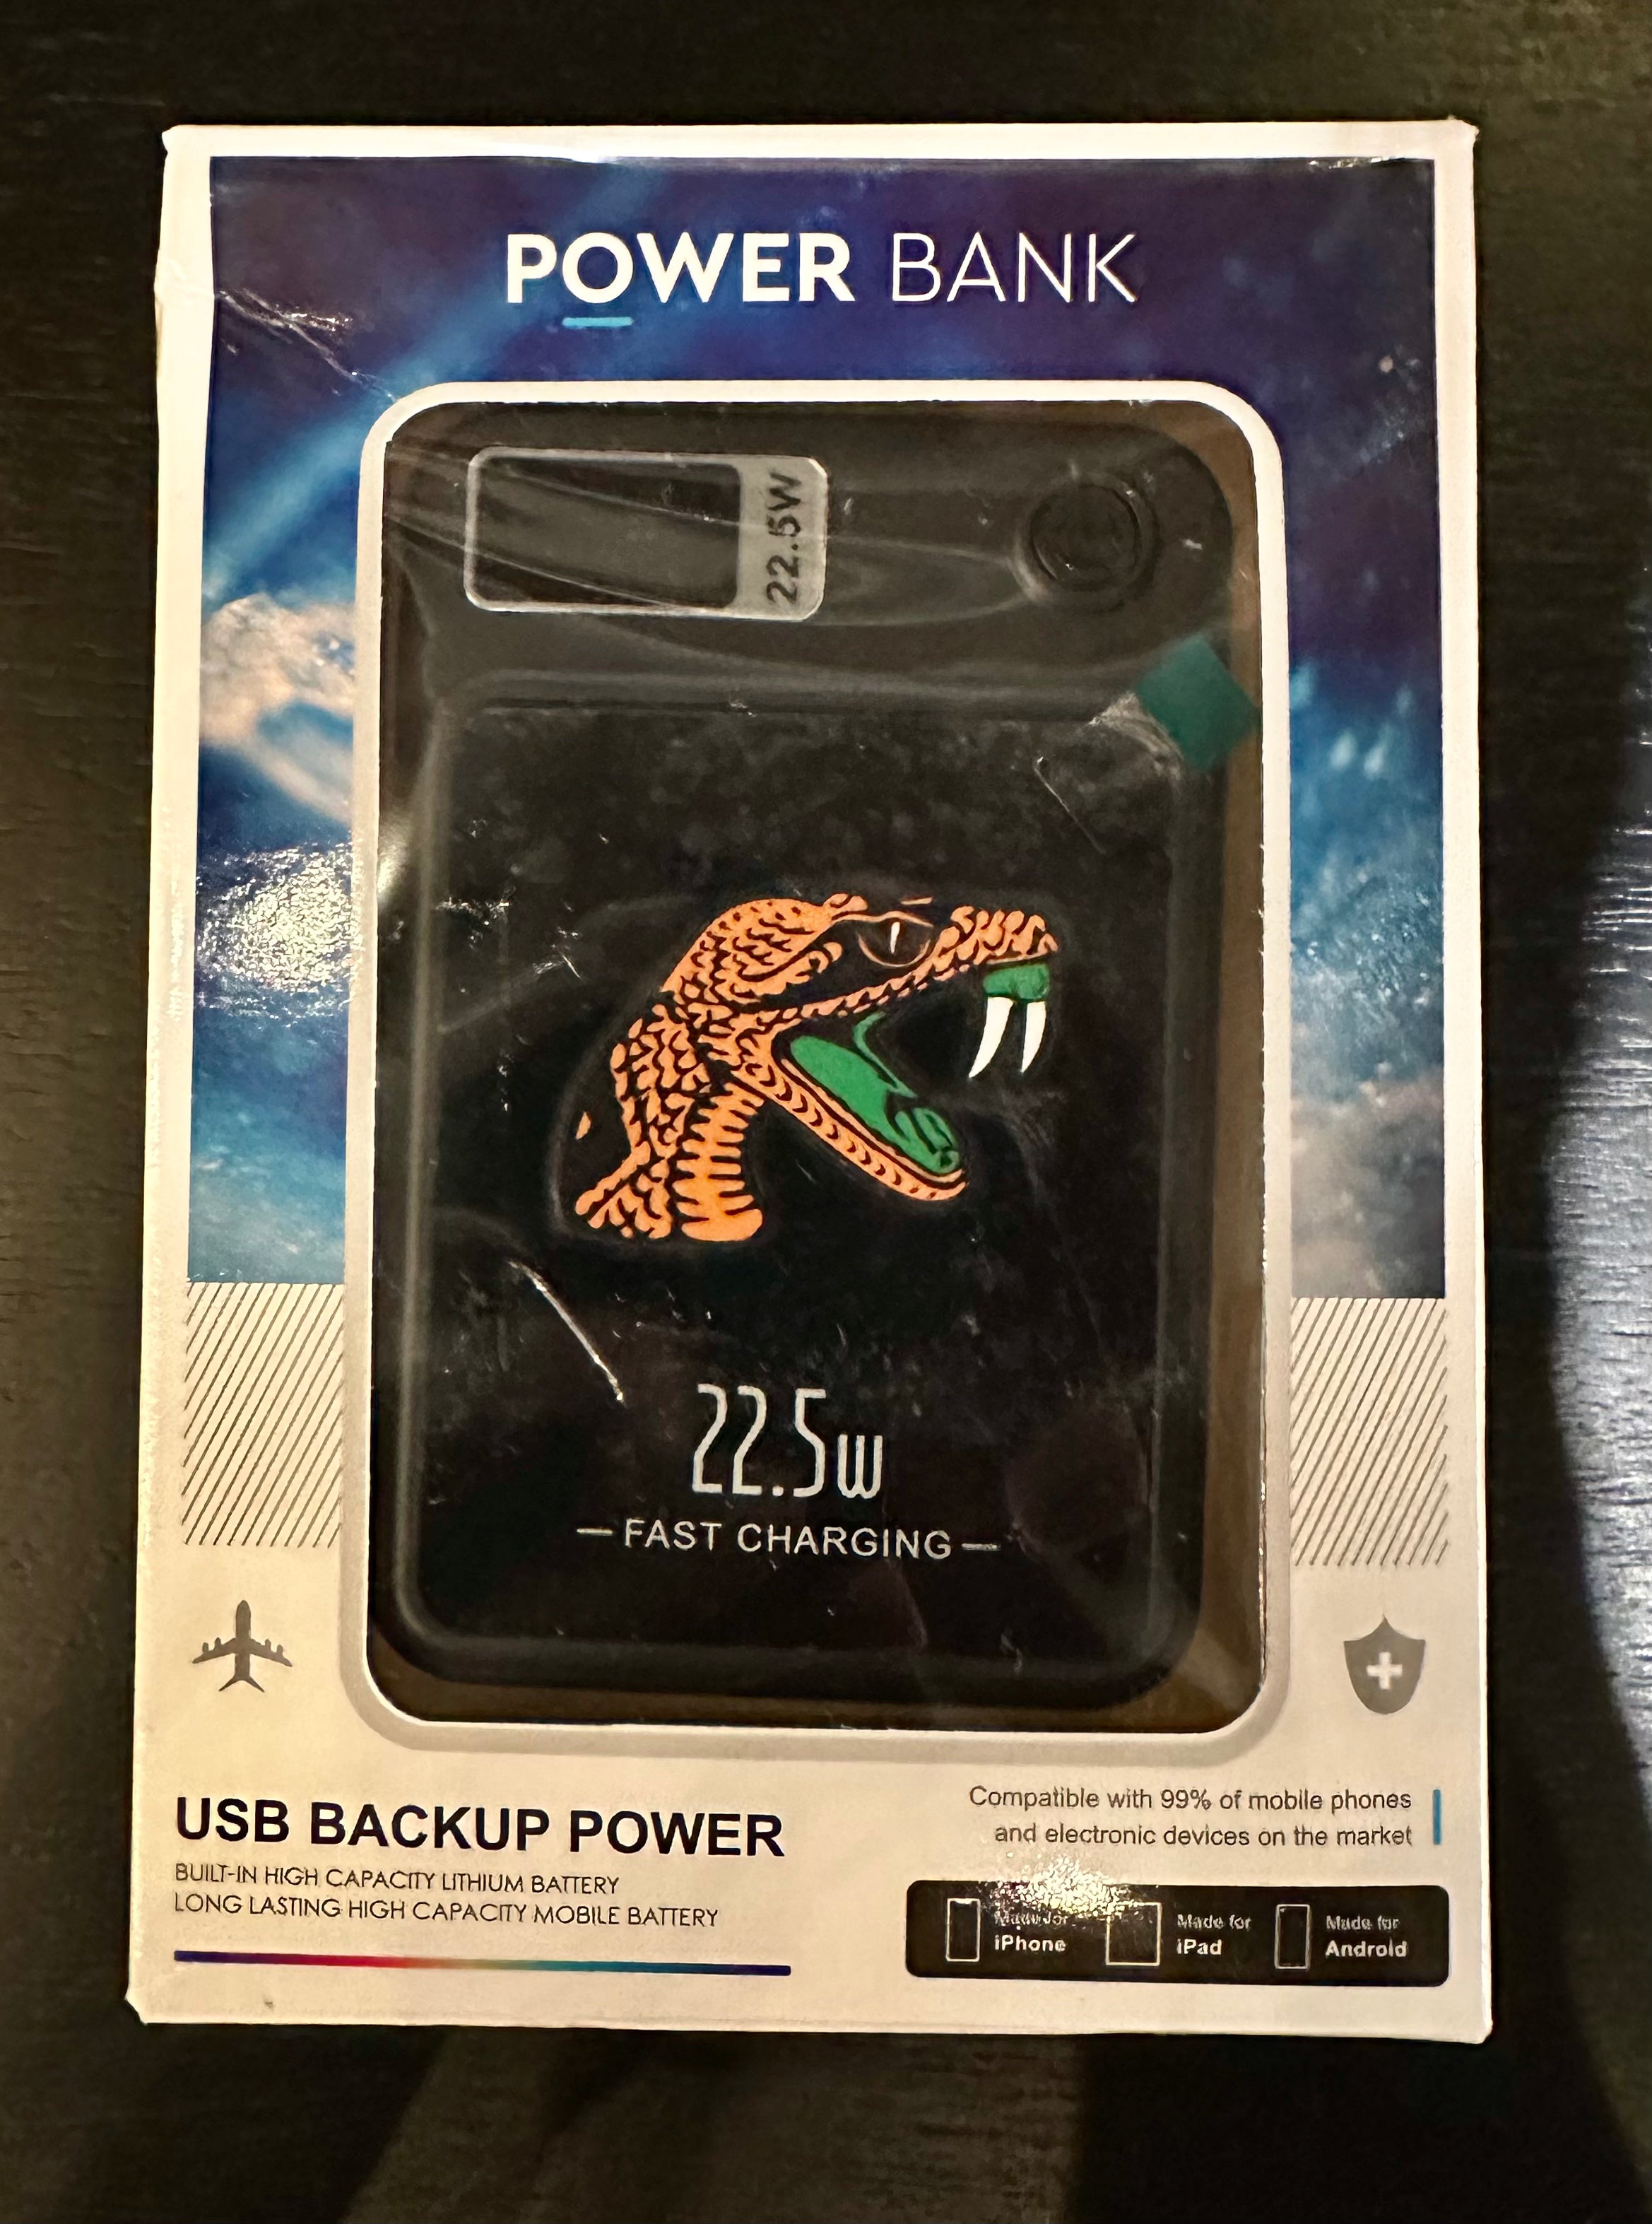 POWER BANK
22.5W
22.5w
—FAST CHARGING—
USB BACKUP POWER
BUILT-IN HIGH CAPACITY LITHIUM BATTERY
LONG LASTING HIGH CAPACITY MOBILE BATTERY
Compatible with 99% of mobile phones
and electronic devices on the market
Made for
iPhone
Made for
iPad
Made for
Android